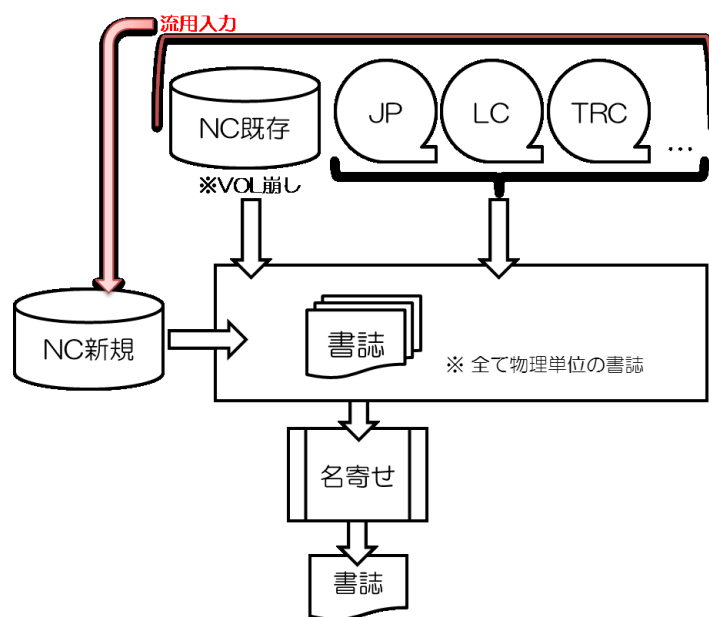 流用入力
NC既存
JP
LC
TRC
…
※VOL崩し
NC新規
書誌
※ 全て物理単位の書誌
名寄せ
書誌